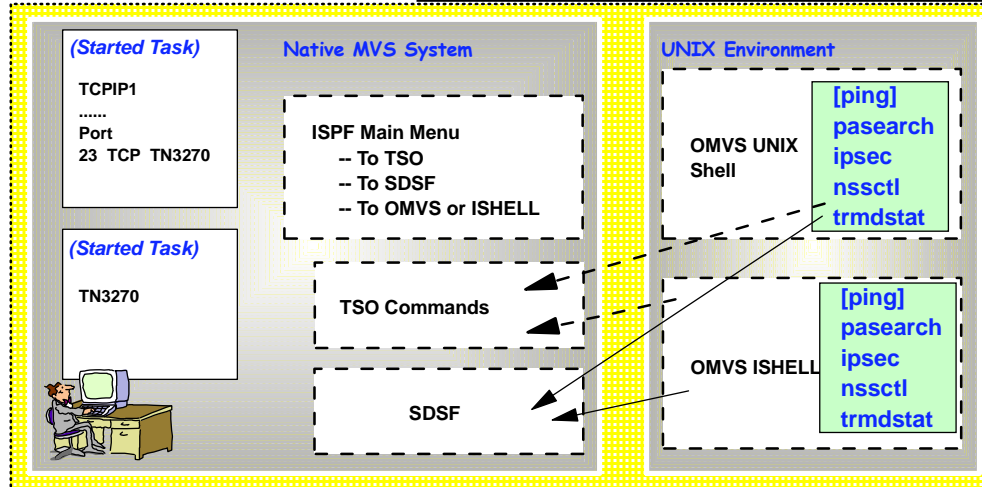 (Started Task)
TCPIP1
......
Port
23 TCP TN3270
(Started Task)
TN3270
Native MVS System
ISPF Main Menu
-- To TSO
-- To SDSF
-- To OMVS or ISHELL
TSO Commands
SDSF
UNIX Environment
OMVS UNIX
Shell
[ping]
pasearch
ipsec
nssctl
trmdstat
OMVS ISHELL
[ping]
pasearch
ipsec
nssctl
trmdstat